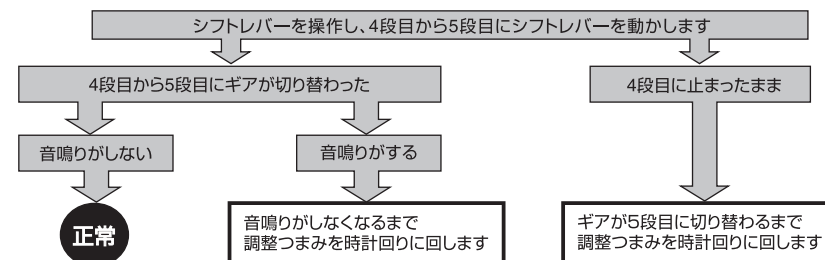 シフトレバーを操作し、4段目から5段目にシフトレバーを動かします
4段目から5段目にギアが切り替わった
4段目に止まったまま
音鳴りがしない
音鳴りがする
正常
音鳴りがしなくなるまで
調整つまみを時計回りに回します
ギアが5段目に切り替わるまで
調整つまみを時計回りに回します